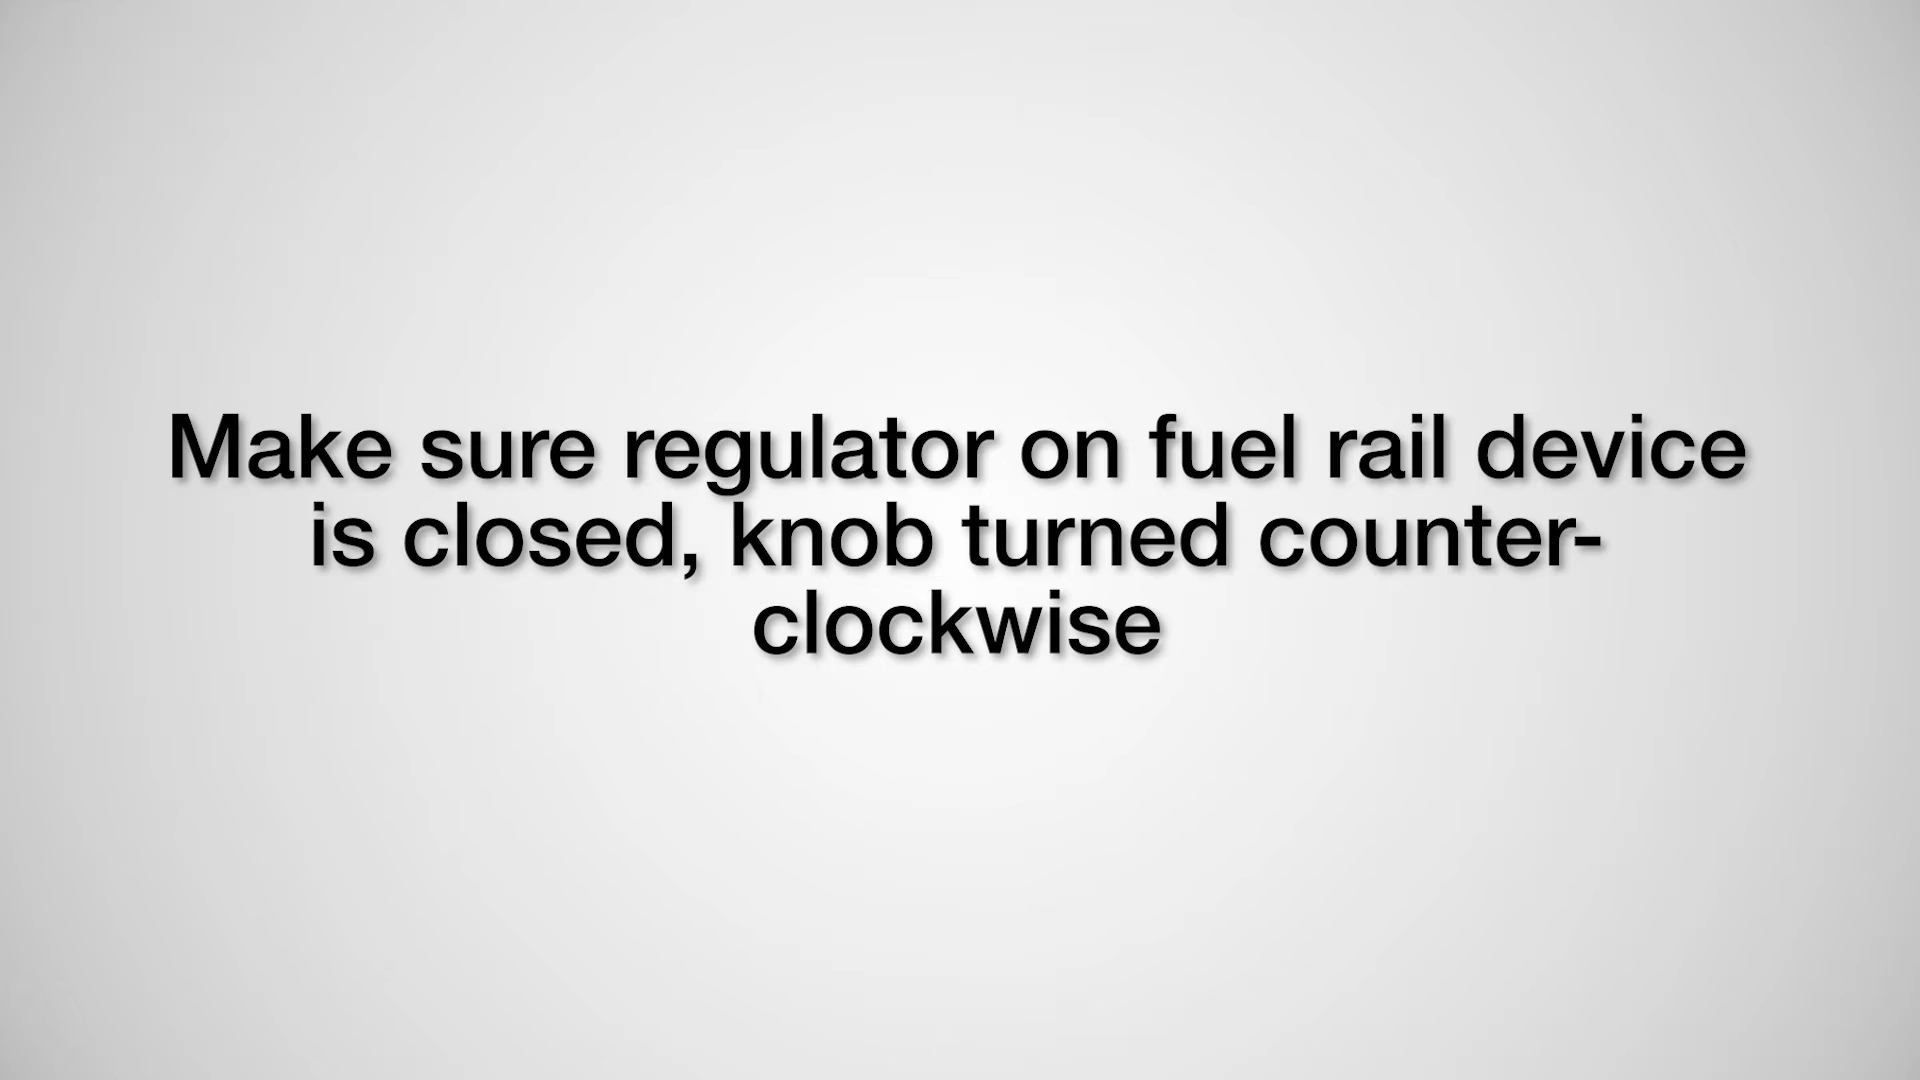 Make sure regulator on fuel rail device
is closed, knob turned counter-
clockwise